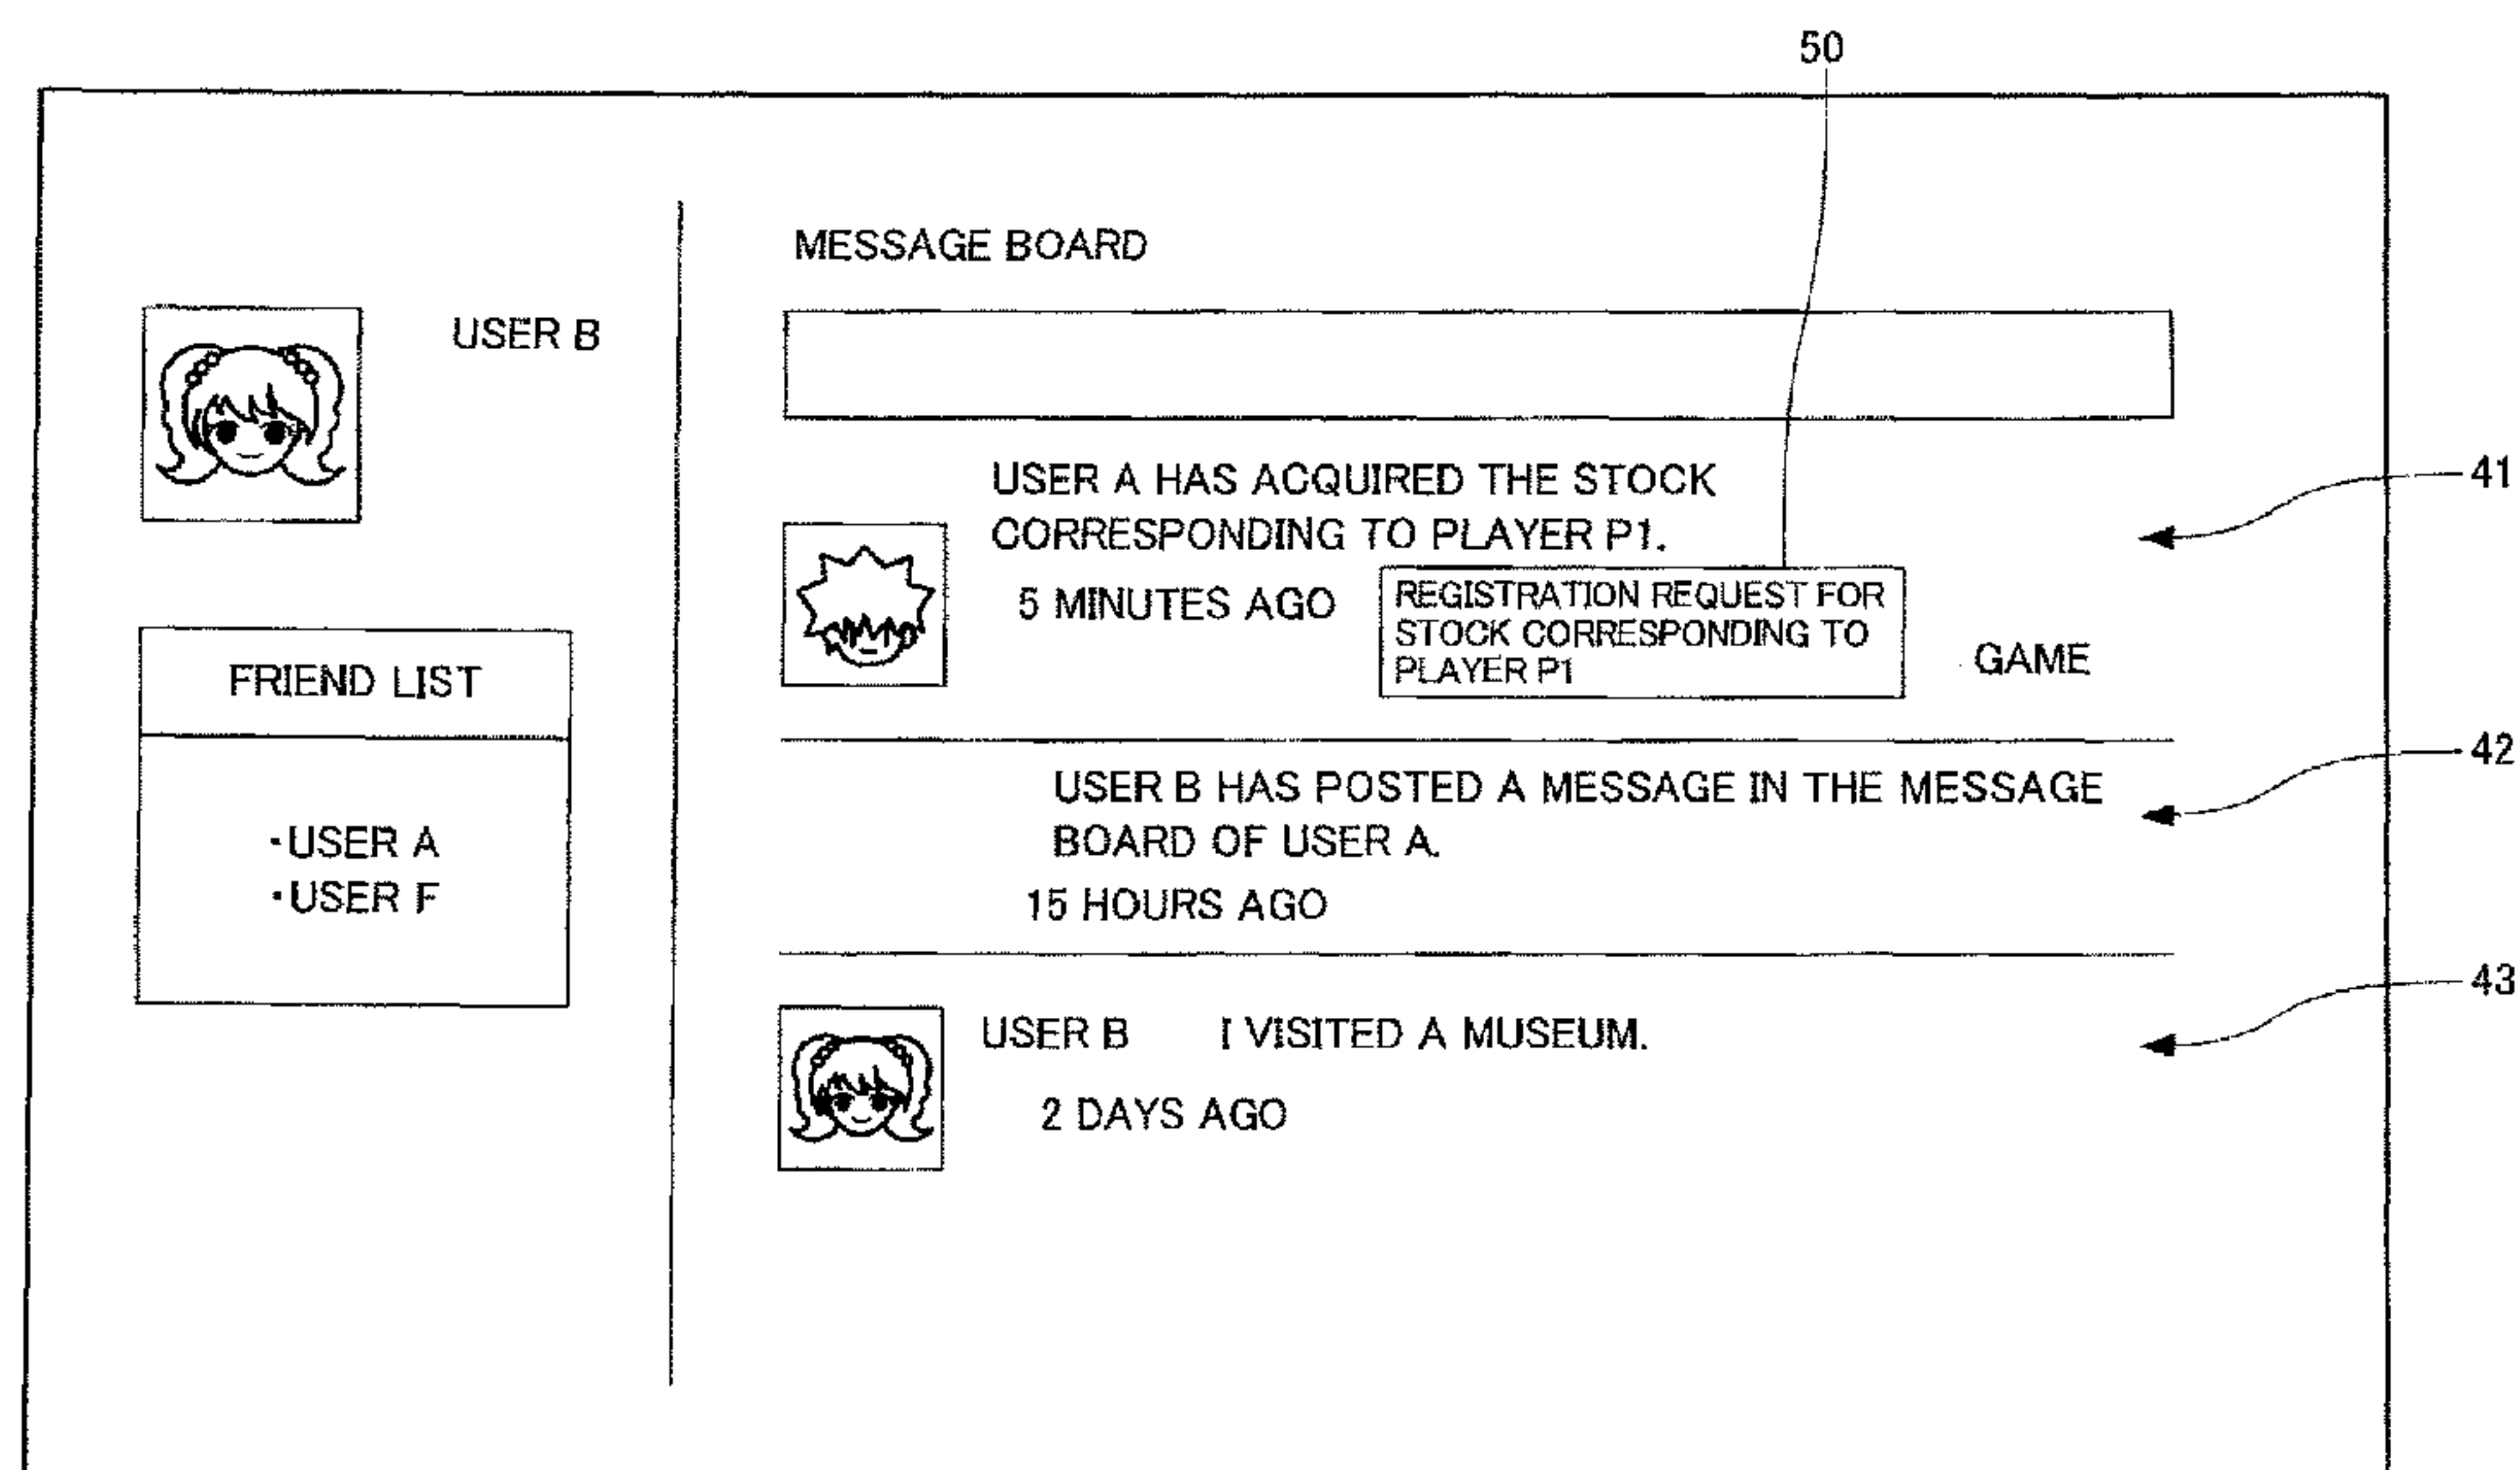 50
USER B
FRIEND LIST
・USER A
・USER F
MESSAGE BOARD
USER A HAS ACQUIRED THE STOCK
CORRESPONDING TO PLAYER P1.
5 MINUTES AGO
REGISTRATION REQUEST FOR
STOCK CORRESPONDING TO
PLAYER P1
GAME
41
USER B HAS POSTED A MESSAGE IN THE MESSAGE
BOARD OF USER A.
15 HOURS AGO
42
USER B I VISITED A MUSEUM.
2 DAYS AGO
43